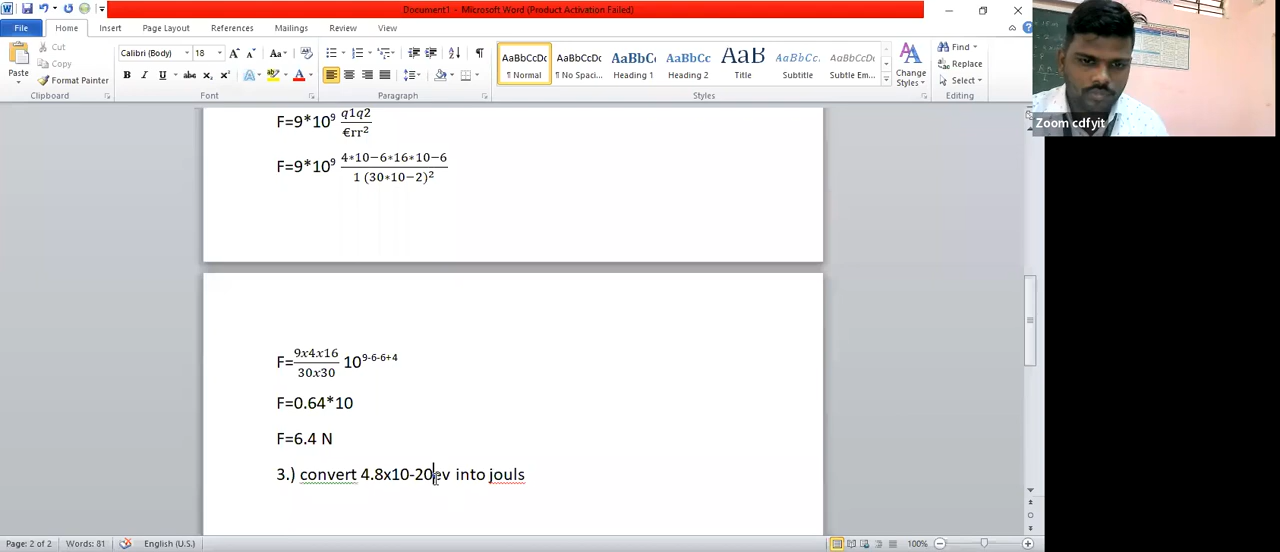 Document1 - Microsoft Word (Product Activation Failed)
File Home Insert Page Layout References Mailings Review View
Paste
Cut
Copy
Format Painter
Clipboard
Calibri (Body) 18
Font
Paragraph
AaBbCcDc AaBbCcDc AaBbC AaBbCc AaB AaBbCc. AaBbCcDc
¶ Normal ¶ No Spaci... Heading 1 Heading 2 Title Subtitle Subtle Em...
Styles
Change Styles
Find
Replace
Select
Editing
Zoom cdfyit
F=9*10⁹ q1q2/€rr²
F=9*10⁹ 4∗10−6∗16∗10−6/1 (30∗10−2)²
F=9x4x16/30x30 10⁹⁻⁶⁻⁶⁺⁴
F=0.64*10
F=6.4 N
3.) convert 4.8x10-20ev into jouls
Page: 2 of 2 Words: 81 English (U.S.) 100%